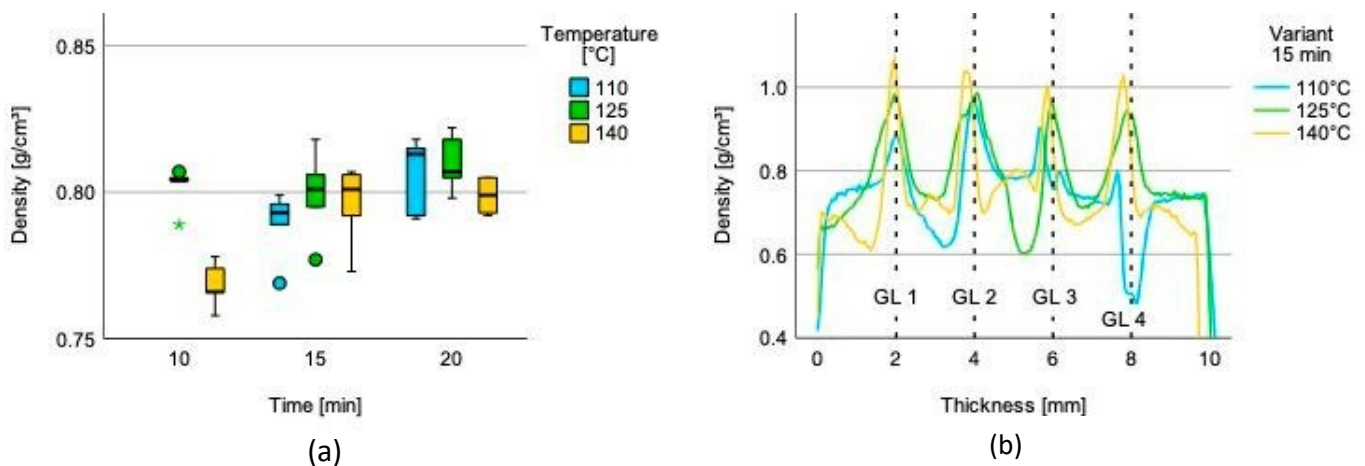 Temperature
[°C]
110
125
140
0.85
0.80
0.75
Density [g/cm³]
10
15
20
Time [min]
(a)
Variant
15 min
110°C
125°C
140°C
1.0
0.8
0.6
0.4
Density [g/cm³]
GL 1
GL 2
GL 3
GL 4
0
2
4
6
8
10
Thickness [mm]
(b)